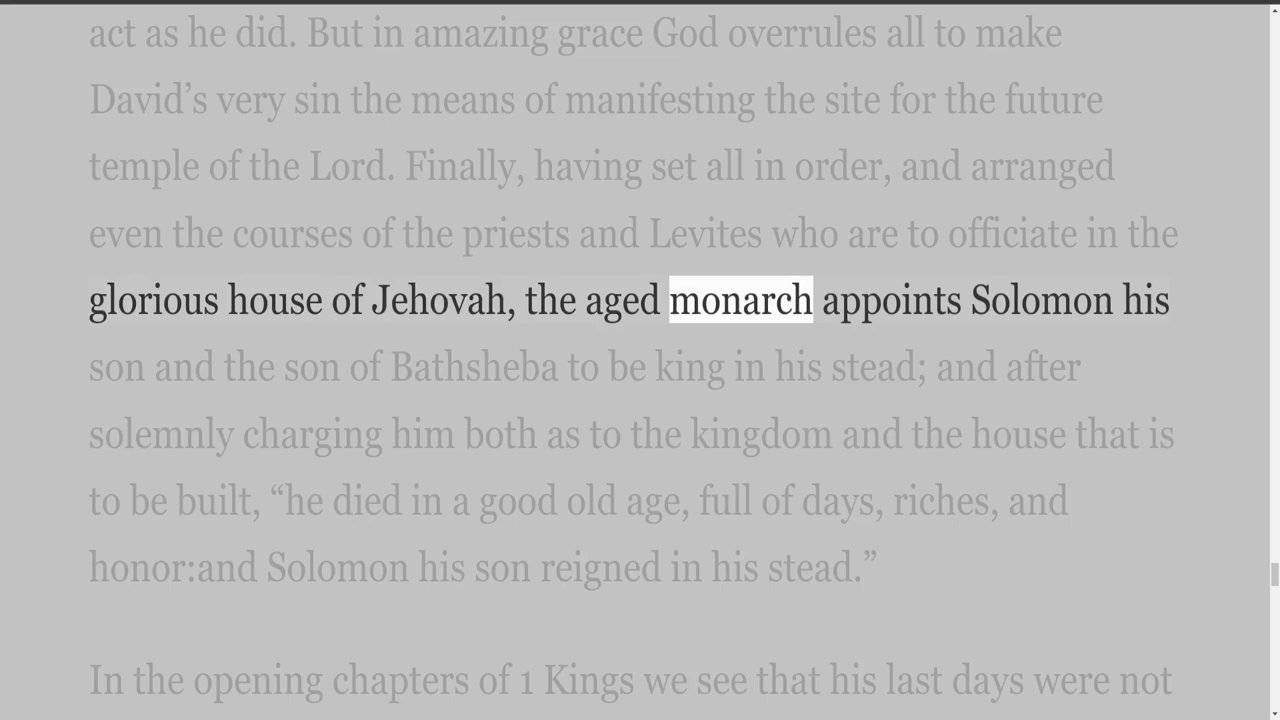 act as he did. But in amazing grace God overrules all to make
David’s very sin the means of manifesting the site for the future
temple of the Lord. Finally, having set all in order, and arranged
even the courses of the priests and Levites who are to officiate in the
glorious house of Jehovah, the aged monarch appoints Solomon his
son and the son of Bathsheba to be king in his stead; and after
solemnly charging him both as to the kingdom and the house that is
to be built, “he died in a good old age, full of days, riches, and
honor:and Solomon his son reigned in his stead.”
In the opening chapters of 1 Kings we see that his last days were not